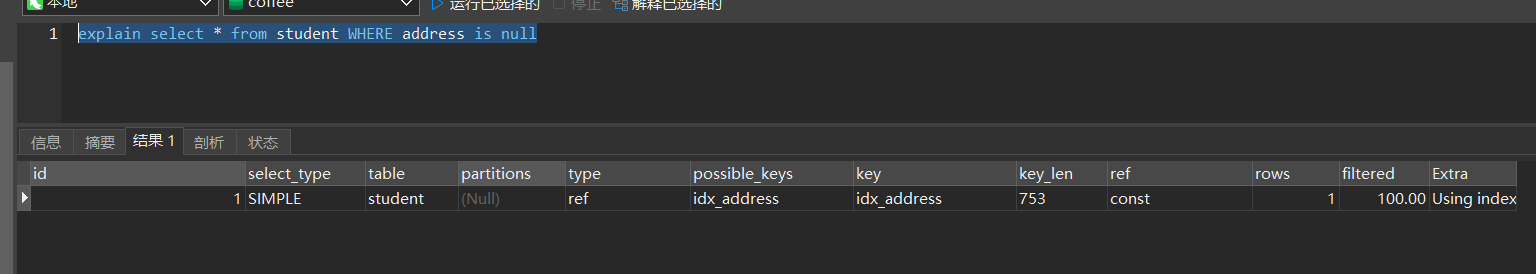 本地 coffee 运行已选择的 停止 解释已选择的
1 explain select * from student WHERE address is null
信息 摘要 结果 1 剖析 状态
id select_type table partitions type possible_keys key key_len ref rows filtered Extra
1 SIMPLE student (Null) ref idx_address idx_address 753 const 1 100.00 Using index